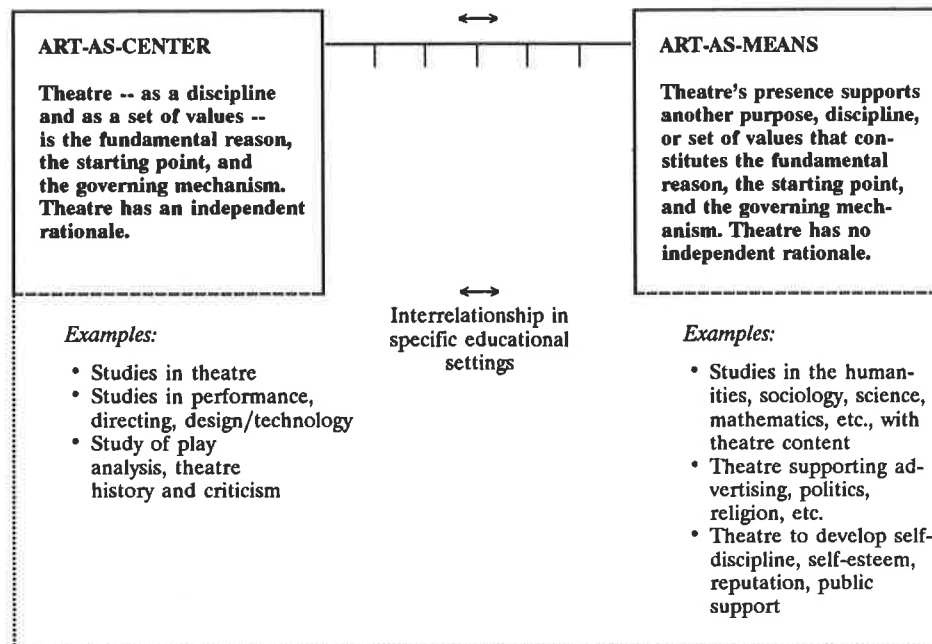 ART-AS-CENTER
Theatre -- as a discipline
and as a set of values --
is the fundamental reason,
the starting point, and
the governing mechanism.
Theatre has an independent
rationale.
ART-AS-MEANS
Theatre's presence supports
another purpose, discipline,
or set of values that con-
stitutes the fundamental
reason, the starting point,
and the governing mech-
anism. Theatre has no
independent rationale.
Interrelationship in
specific educational
settings
Examples:
• Studies in theatre
• Studies in performance,
directing, design/technology
• Study of play
analysis, theatre
history and criticism
Examples:
• Studies in the human-
ities, sociology, science,
mathematics, etc., with
theatre content
• Theatre supporting ad-
vertising, politics,
religion, etc.
• Theatre to develop self-
discipline, self-esteem,
reputation, public
support